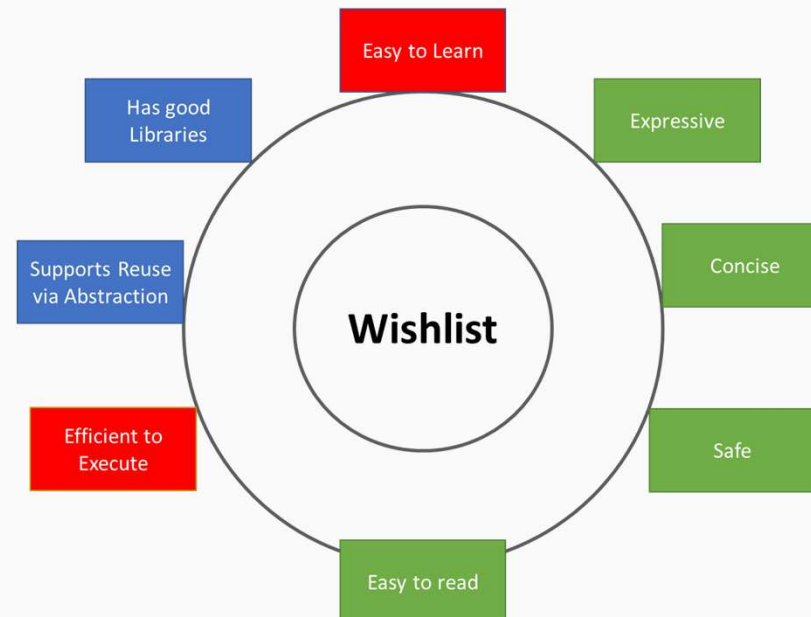 Easy to Learn
Has good
Libraries
Expressive
Supports Reuse
via Abstraction
Concise
Wishlist
Efficient to
Execute
Safe
Easy to read